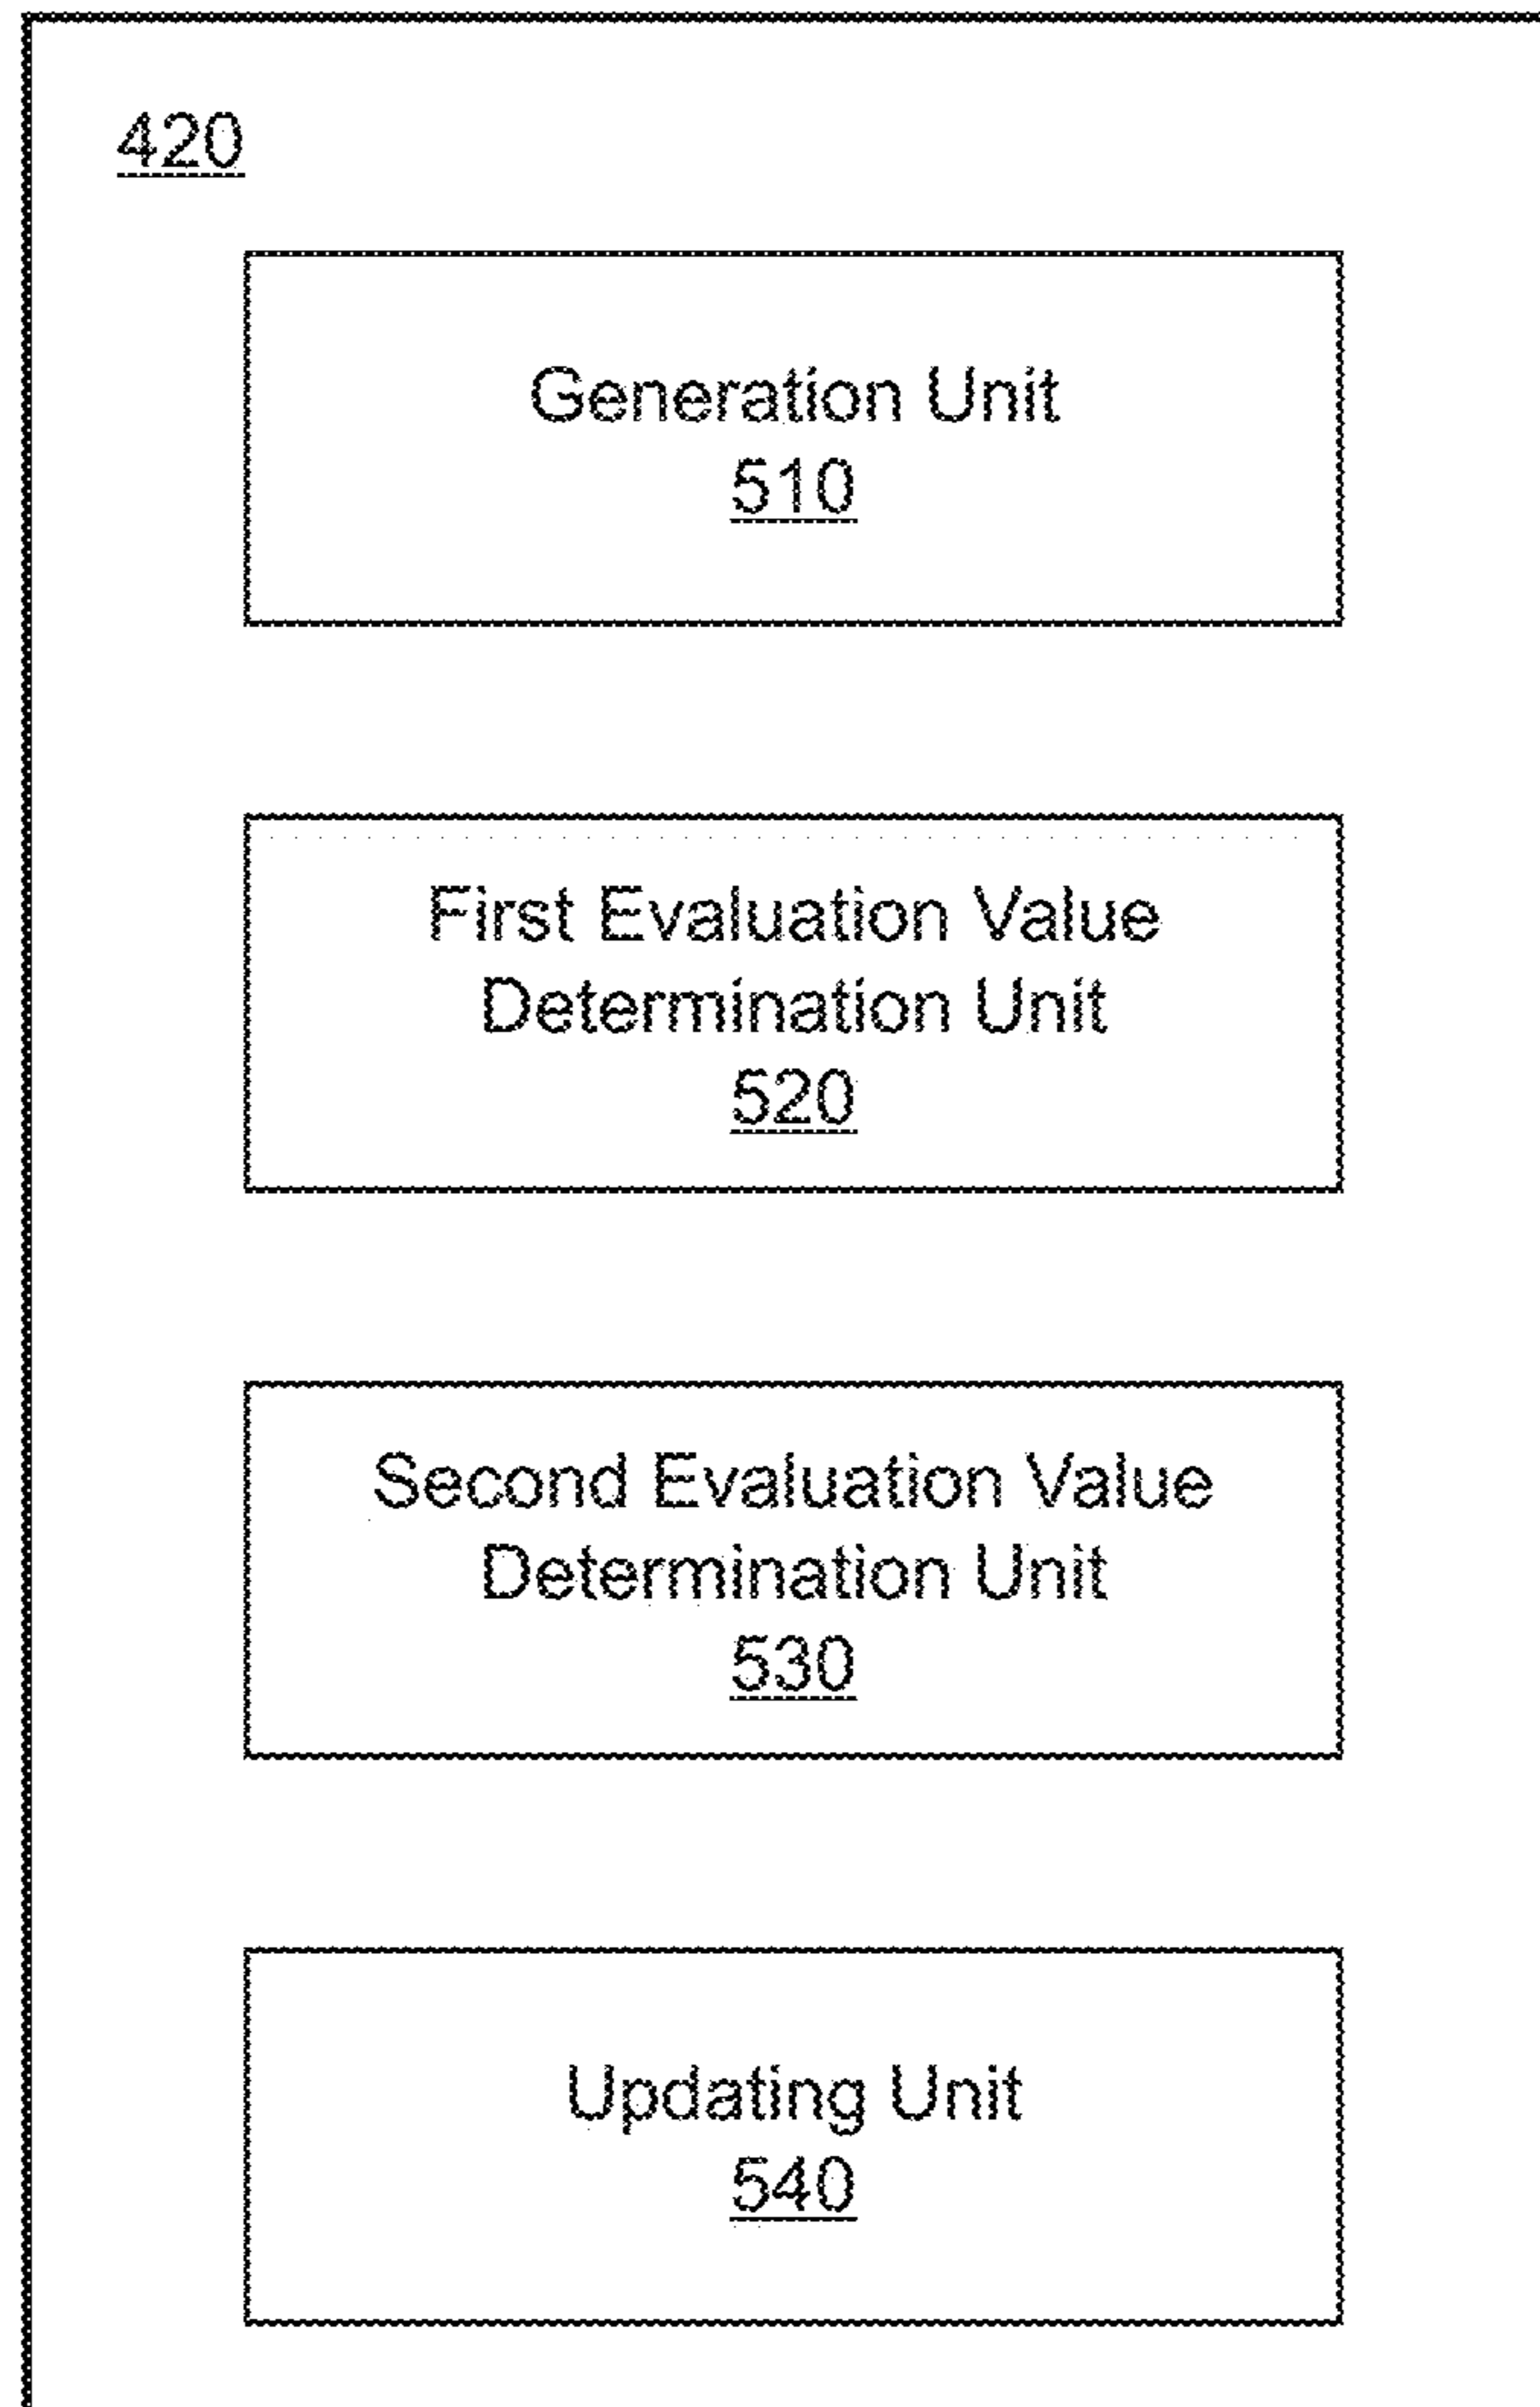 420
Generation Unit
510
First Evaluation Value
Determination Unit
520
Second Evaluation Value
Determination Unit
530
Updating Unit
540